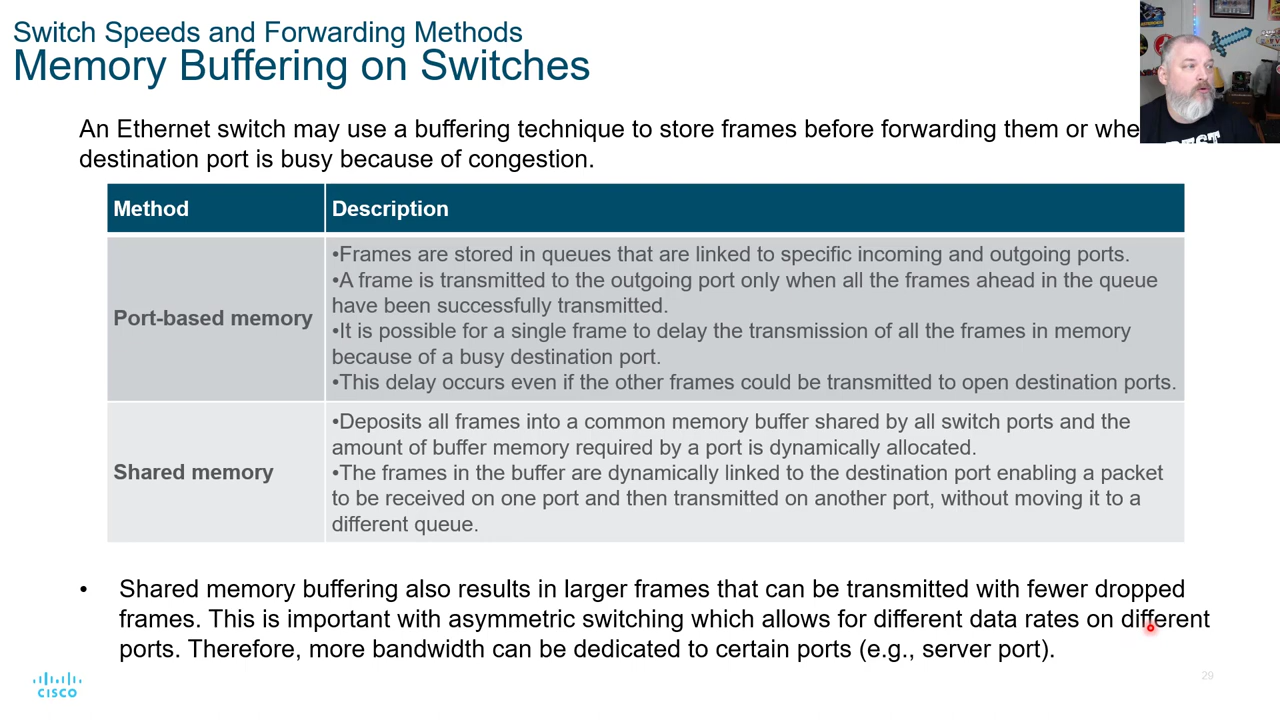 Switch Speeds and Forwarding Methods
Memory Buffering on Switches
An Ethernet switch may use a buffering technique to store frames before forwarding them or whe
destination port is busy because of congestion.
Method
Description
Port-based memory
•Frames are stored in queues that are linked to specific incoming and outgoing ports.
•A frame is transmitted to the outgoing port only when all the frames ahead in the queue
have been successfully transmitted.
•It is possible for a single frame to delay the transmission of all the frames in memory
because of a busy destination port.
•This delay occurs even if the other frames could be transmitted to open destination ports.
Shared memory
•Deposits all frames into a common memory buffer shared by all switch ports and the
amount of buffer memory required by a port is dynamically allocated.
•The frames in the buffer are dynamically linked to the destination port enabling a packet
to be received on one port and then transmitted on another port, without moving it to a
different queue.
• Shared memory buffering also results in larger frames that can be transmitted with fewer dropped
frames. This is important with asymmetric switching which allows for different data rates on different
ports. Therefore, more bandwidth can be dedicated to certain ports (e.g., server port).
CISCO
29